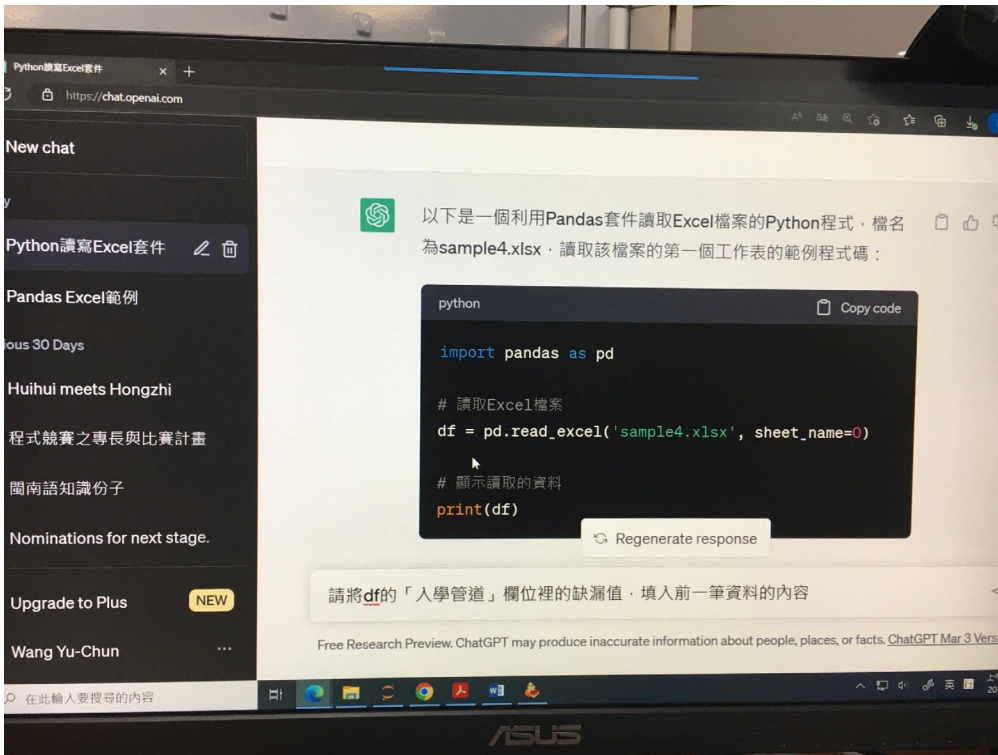 Python讀寫Excel套件
https://chat.openai.com
New chat
y
Python讀寫Excel套件
Pandas Excel範例
ious 30 Days
Huihui meets Hongzhi
程式競賽之專長與比賽計畫
閩南語知識份子
Nominations for next stage.
Upgrade to Plus NEW
Wang Yu-Chun
以下是一個利用Pandas套件讀取Excel檔案的Python程式，檔名
為sample4.xlsx，讀取該檔案的第一個工作表的範例程式碼：
python Copy code
import pandas as pd
# 讀取Excel檔案
df = pd.read_excel('sample4.xlsx', sheet_name=0)
# 顯示讀取的資料
print(df)
Regenerate response
請將df的「入學管道」欄位裡的缺漏值，填入前一筆資料的內容
Free Research Preview. ChatGPT may produce inaccurate information about people, places, or facts. ChatGPT Mar 3 Vers
在此輸入要搜尋的內容
英
上
20
ASUS